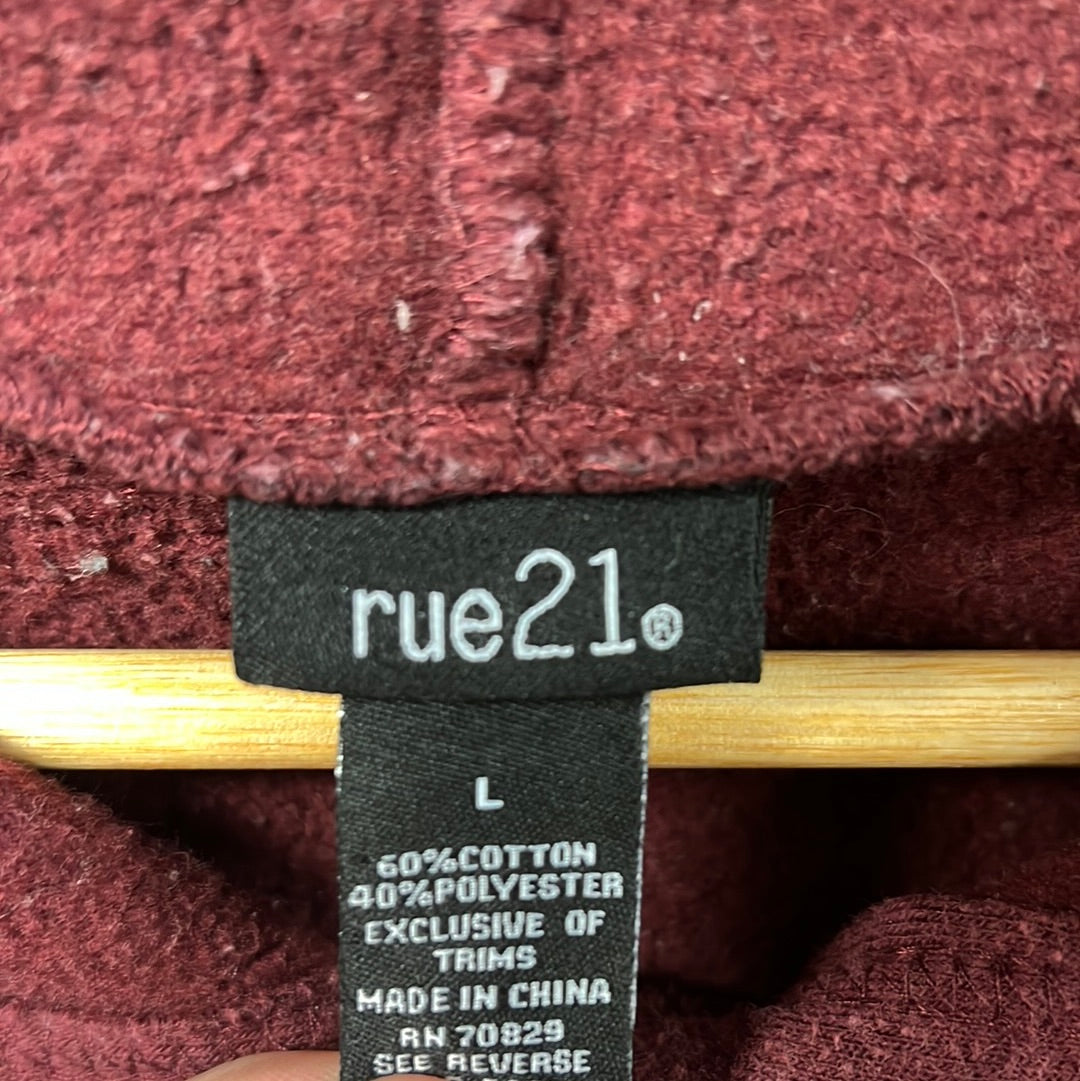 rue21®
L
60%COTTON
40%POLYESTER
EXCLUSIVE OF
TRIMS
MADE IN CHINA
RN 70829
SEE REVERSE